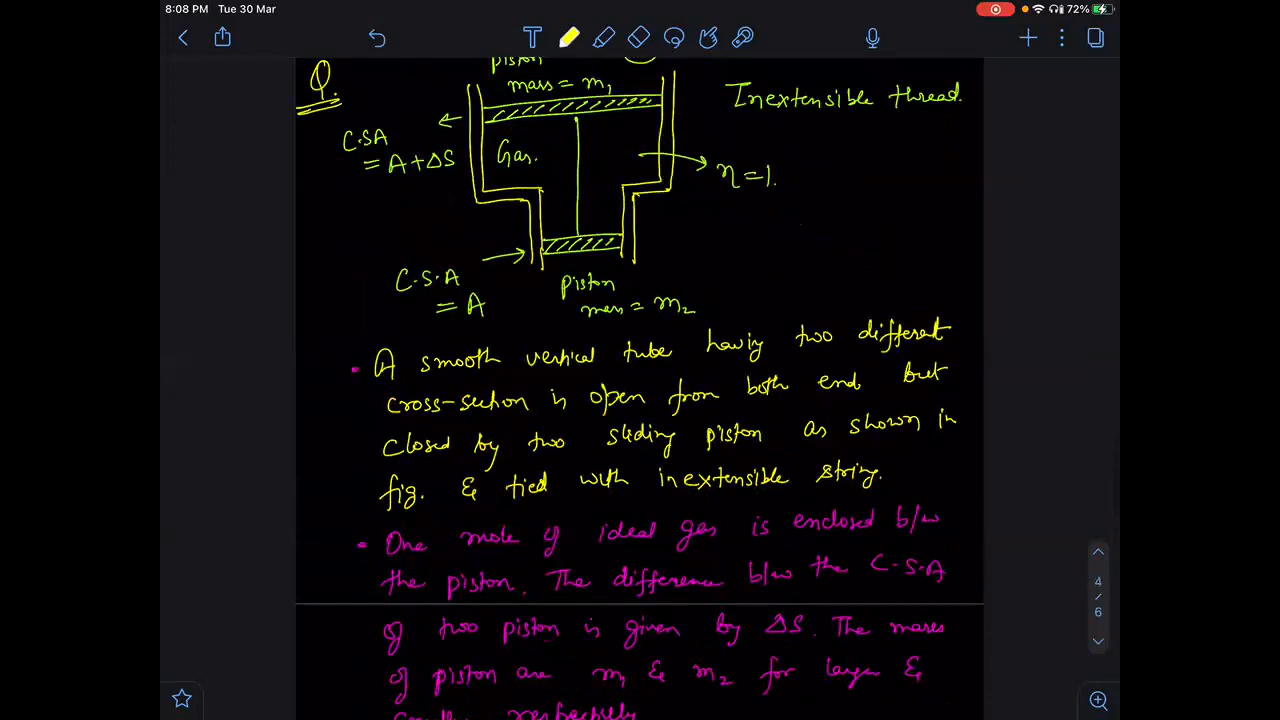 8:08 PM Tue 30 Mar
72%
Q.
piston
mass = m₁
Inextensible thread.
C.SA
= A+ΔS
Gas.
n=1.
C.S.A
= A
piston
mass = m₂
• A smooth vertical tube having two different
cross-section is open from both end but
closed by two sliding piston as shown in
fig. & tied with inextensible string.
• One mole of ideal gas is enclosed b/w
the piston. The difference b/w the C.S.A
4
/
6
of two piston is given by ΔS. The masses
of piston are m₁ & m₂ for larger &
respectively